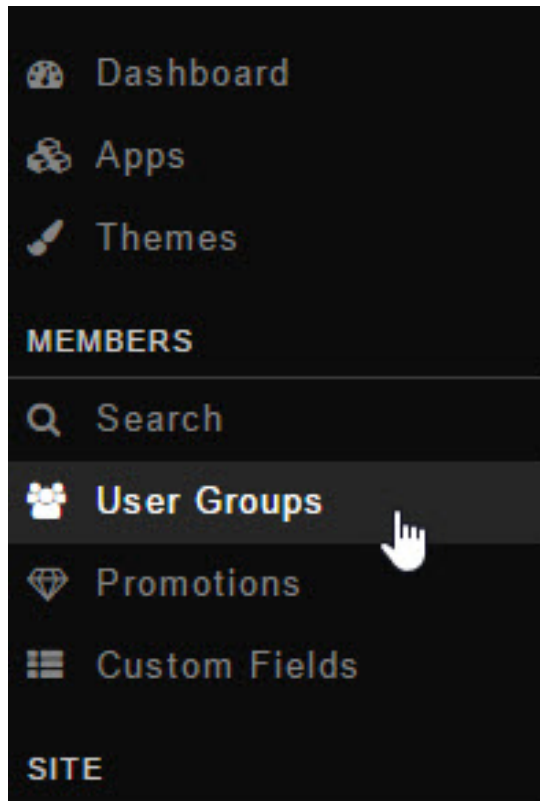 Dashboard
Apps
Themes
MEMBERS
Search
User Groups
Promotions
Custom Fields
SITE